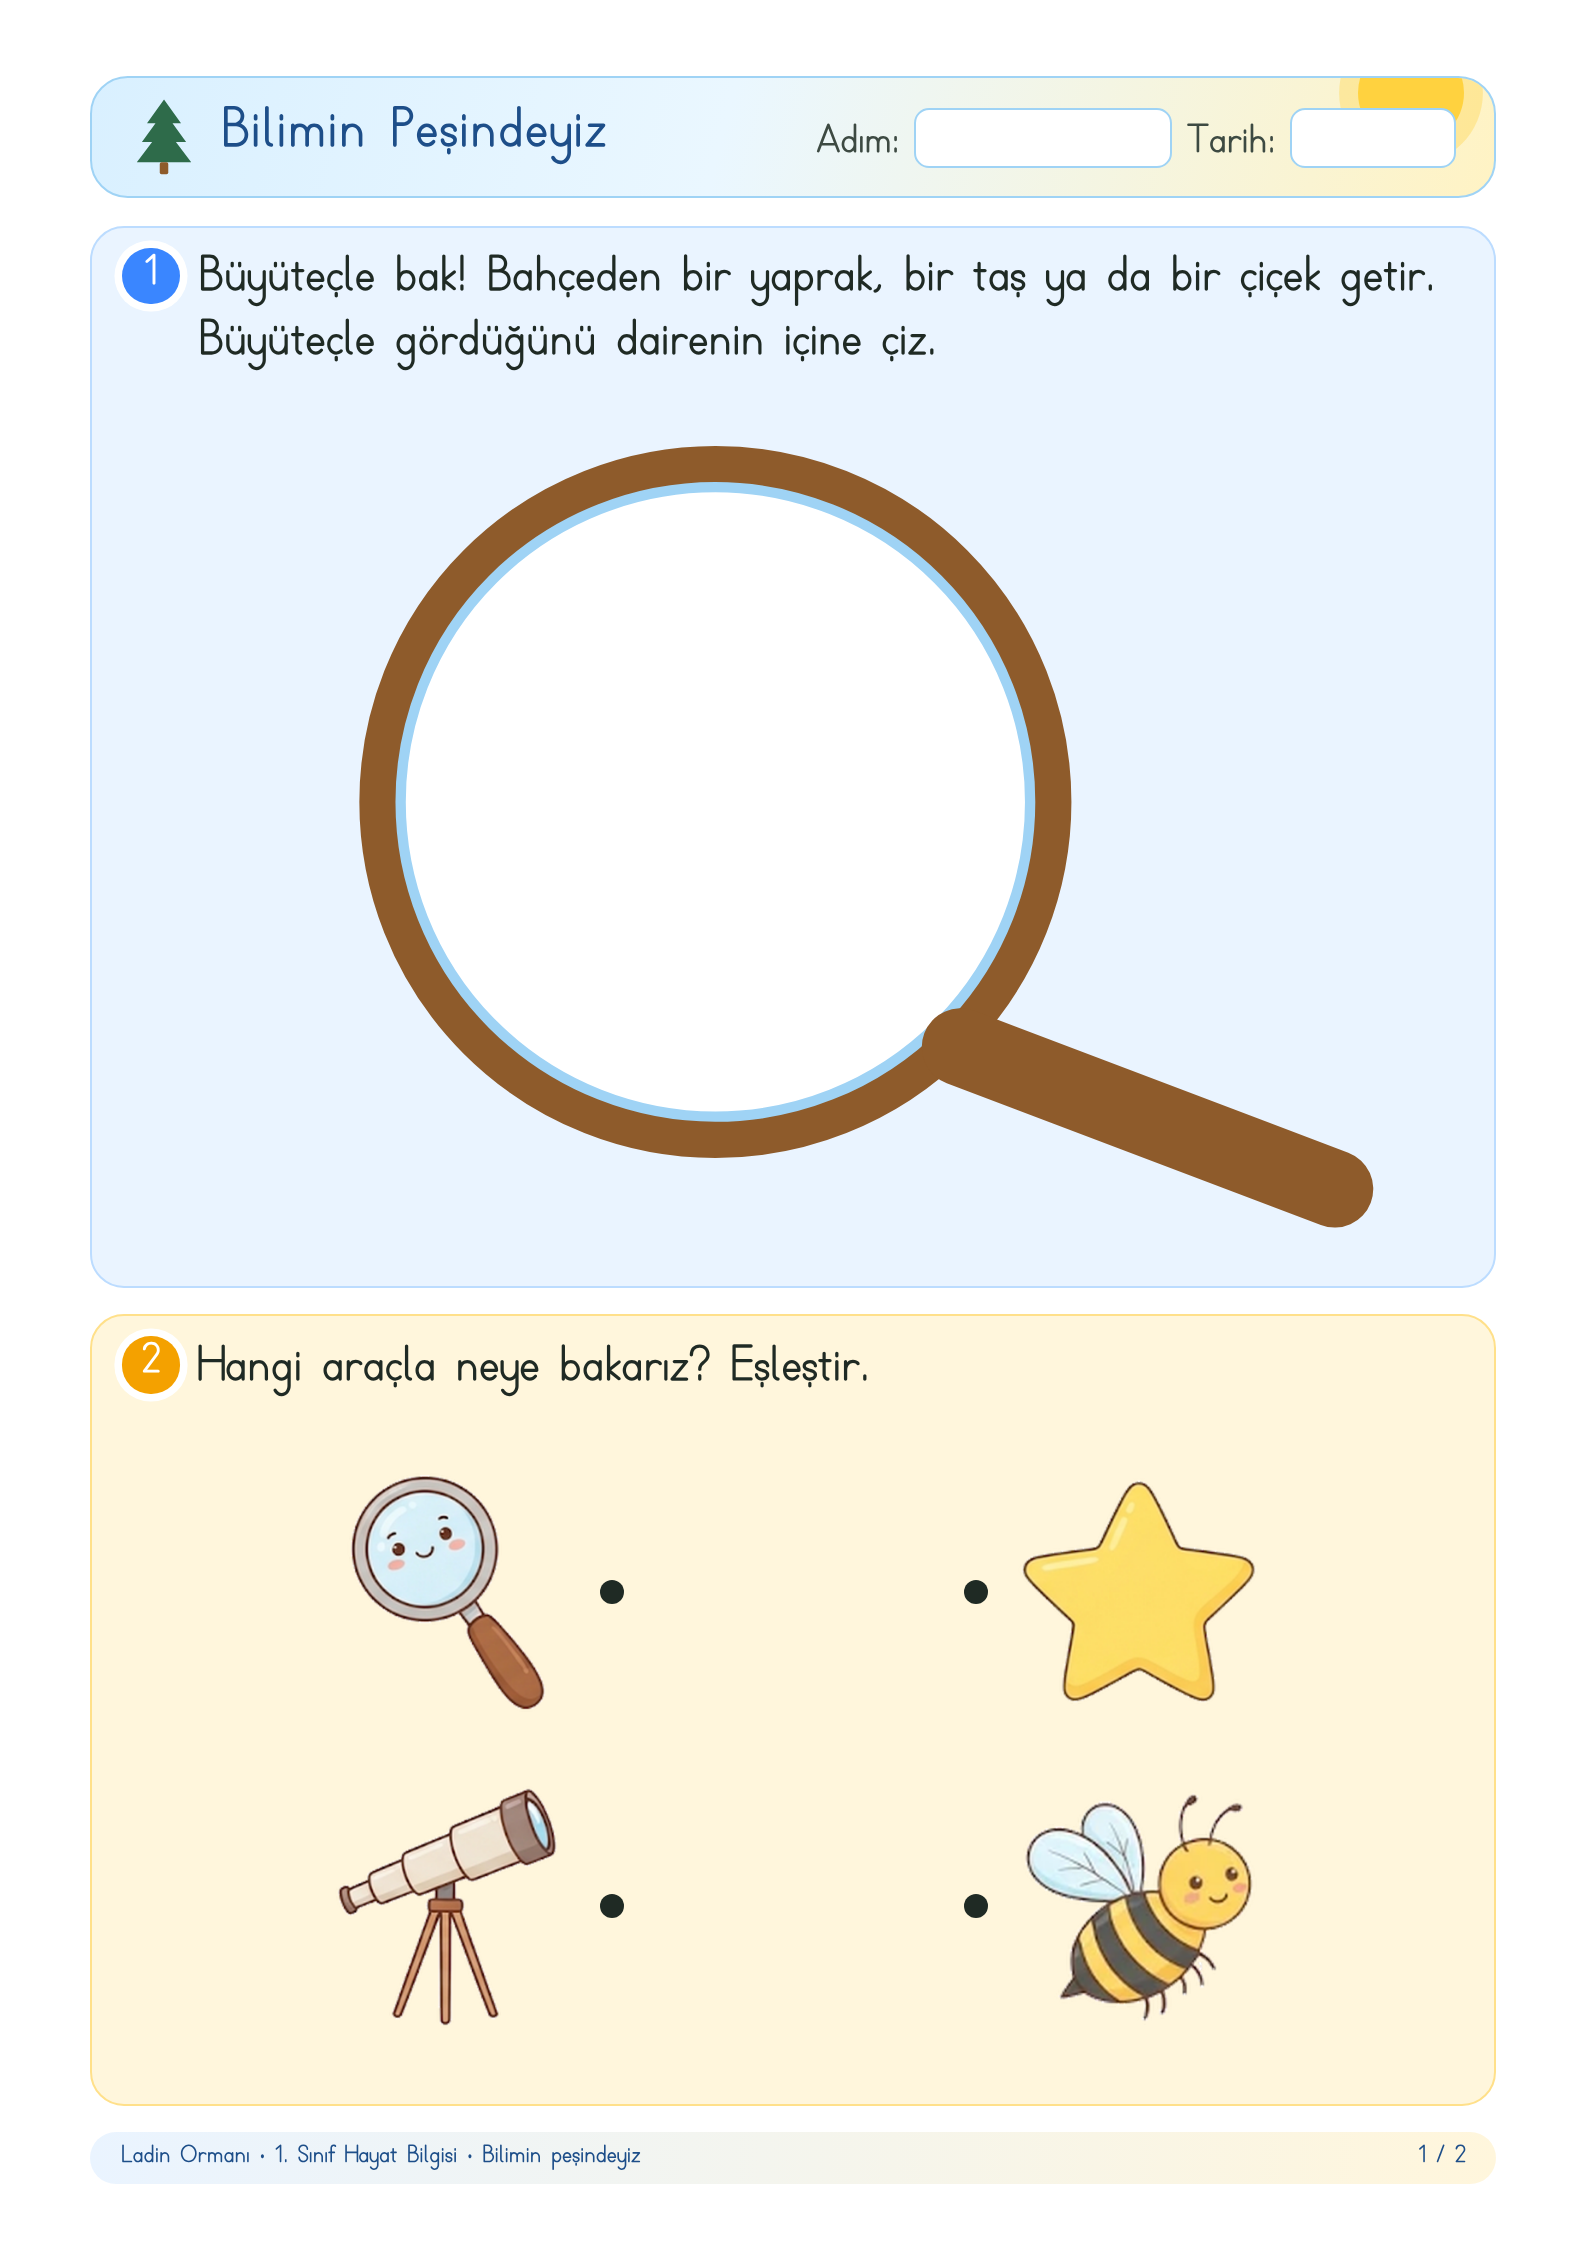 Bilimin Peşindeyiz
Adım:
Tarih:
1
Büyüteçle bak! Bahçeden bir yaprak, bir taş ya da bir çiçek getir.
Büyüteçle gördüğünü dairenin içine çiz.
2
Hangi araçla neye bakarız? Eşleştir.
Ladin Ormanı • 1. Sınıf Hayat Bilgisi • Bilimin peşindeyiz
1 / 2